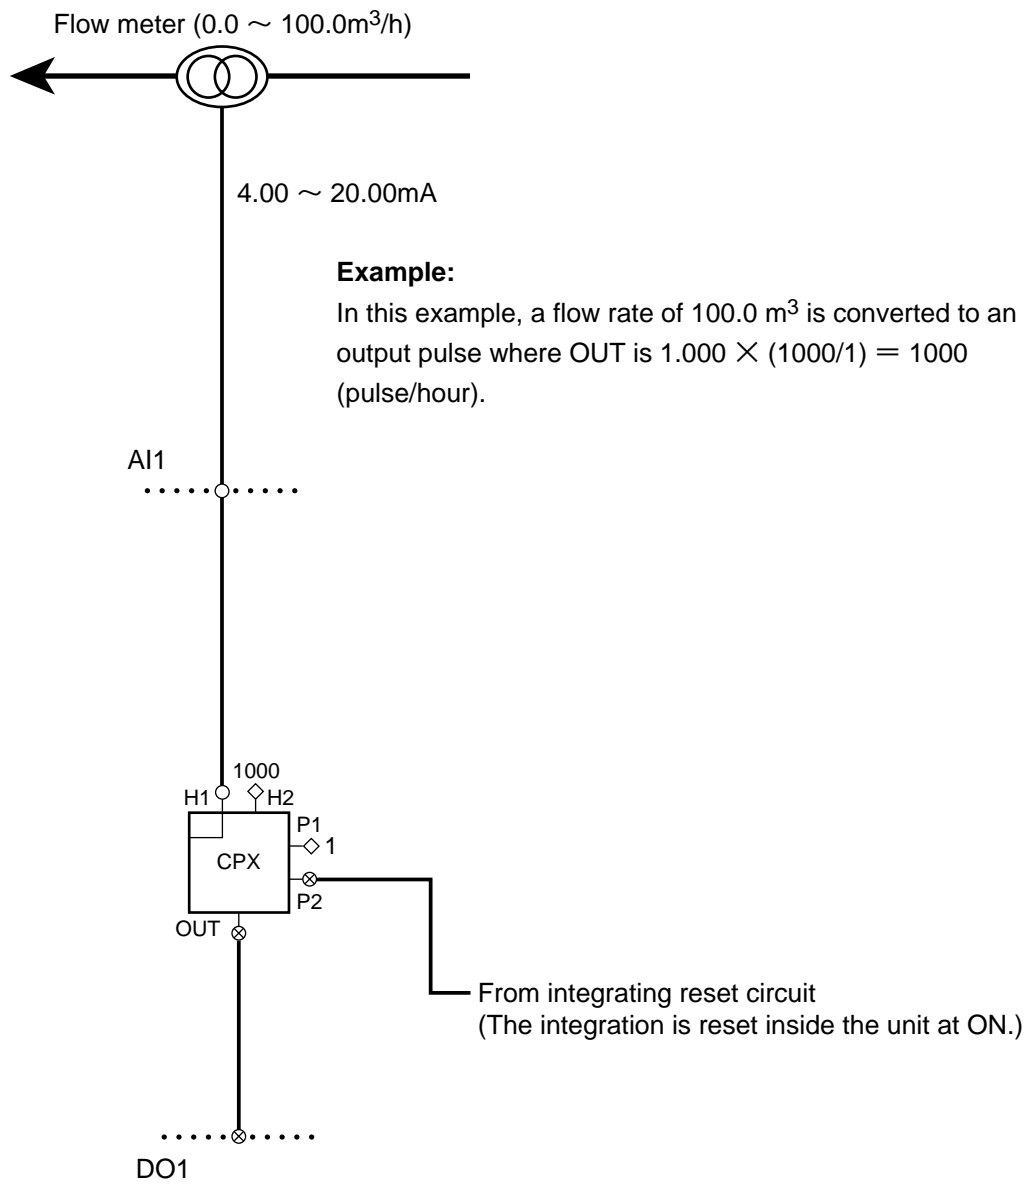 Flow meter (0.0 ～ 100.0m³/h)
4.00 ～ 20.00mA
Example:
In this example, a flow rate of 100.0 m³ is converted to an
output pulse where OUT is 1.000 × (1000/1) = 1000
(pulse/hour).
AI1
1000
H1
H2
P1
1
CPX
P2
OUT
From integrating reset circuit
(The integration is reset inside the unit at ON.)
DO1